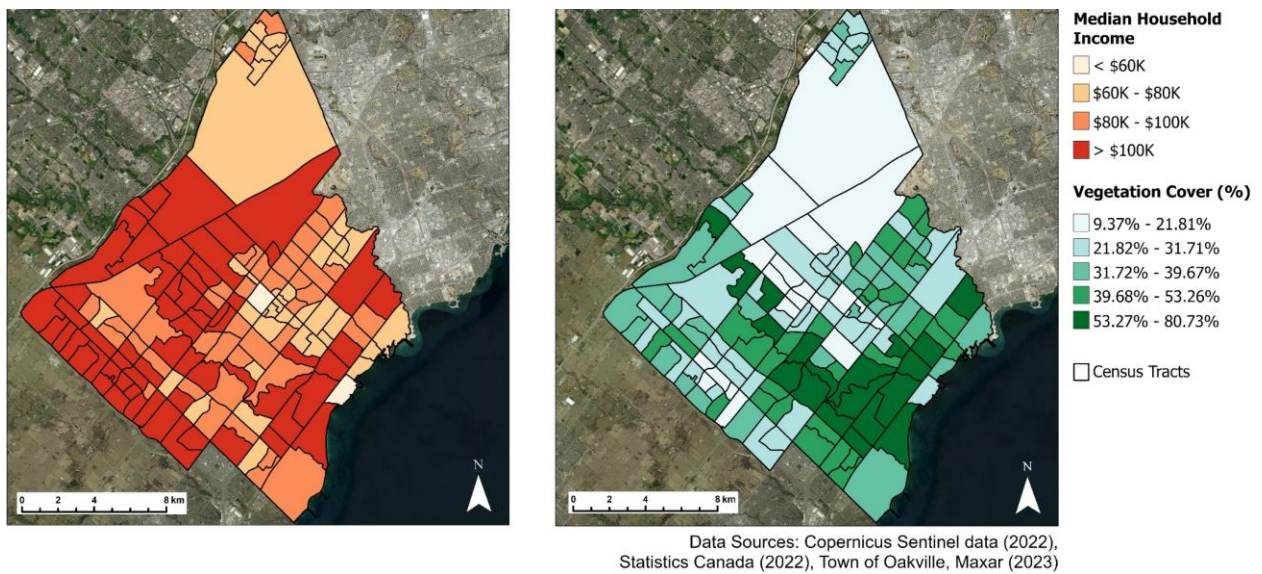 Median Household
Income
< $60K
$60K - $80K
$80K - $100K
> $100K
Vegetation Cover (%)
9.37% - 21.81%
21.82% - 31.71%
31.72% - 39.67%
39.68% - 53.26%
53.27% - 80.73%
Census Tracts
N
0 2 4 8 km
N
0 2 4 8 km
Data Sources: Copernicus Sentinel data (2022),
Statistics Canada (2022), Town of Oakville, Maxar (2023)